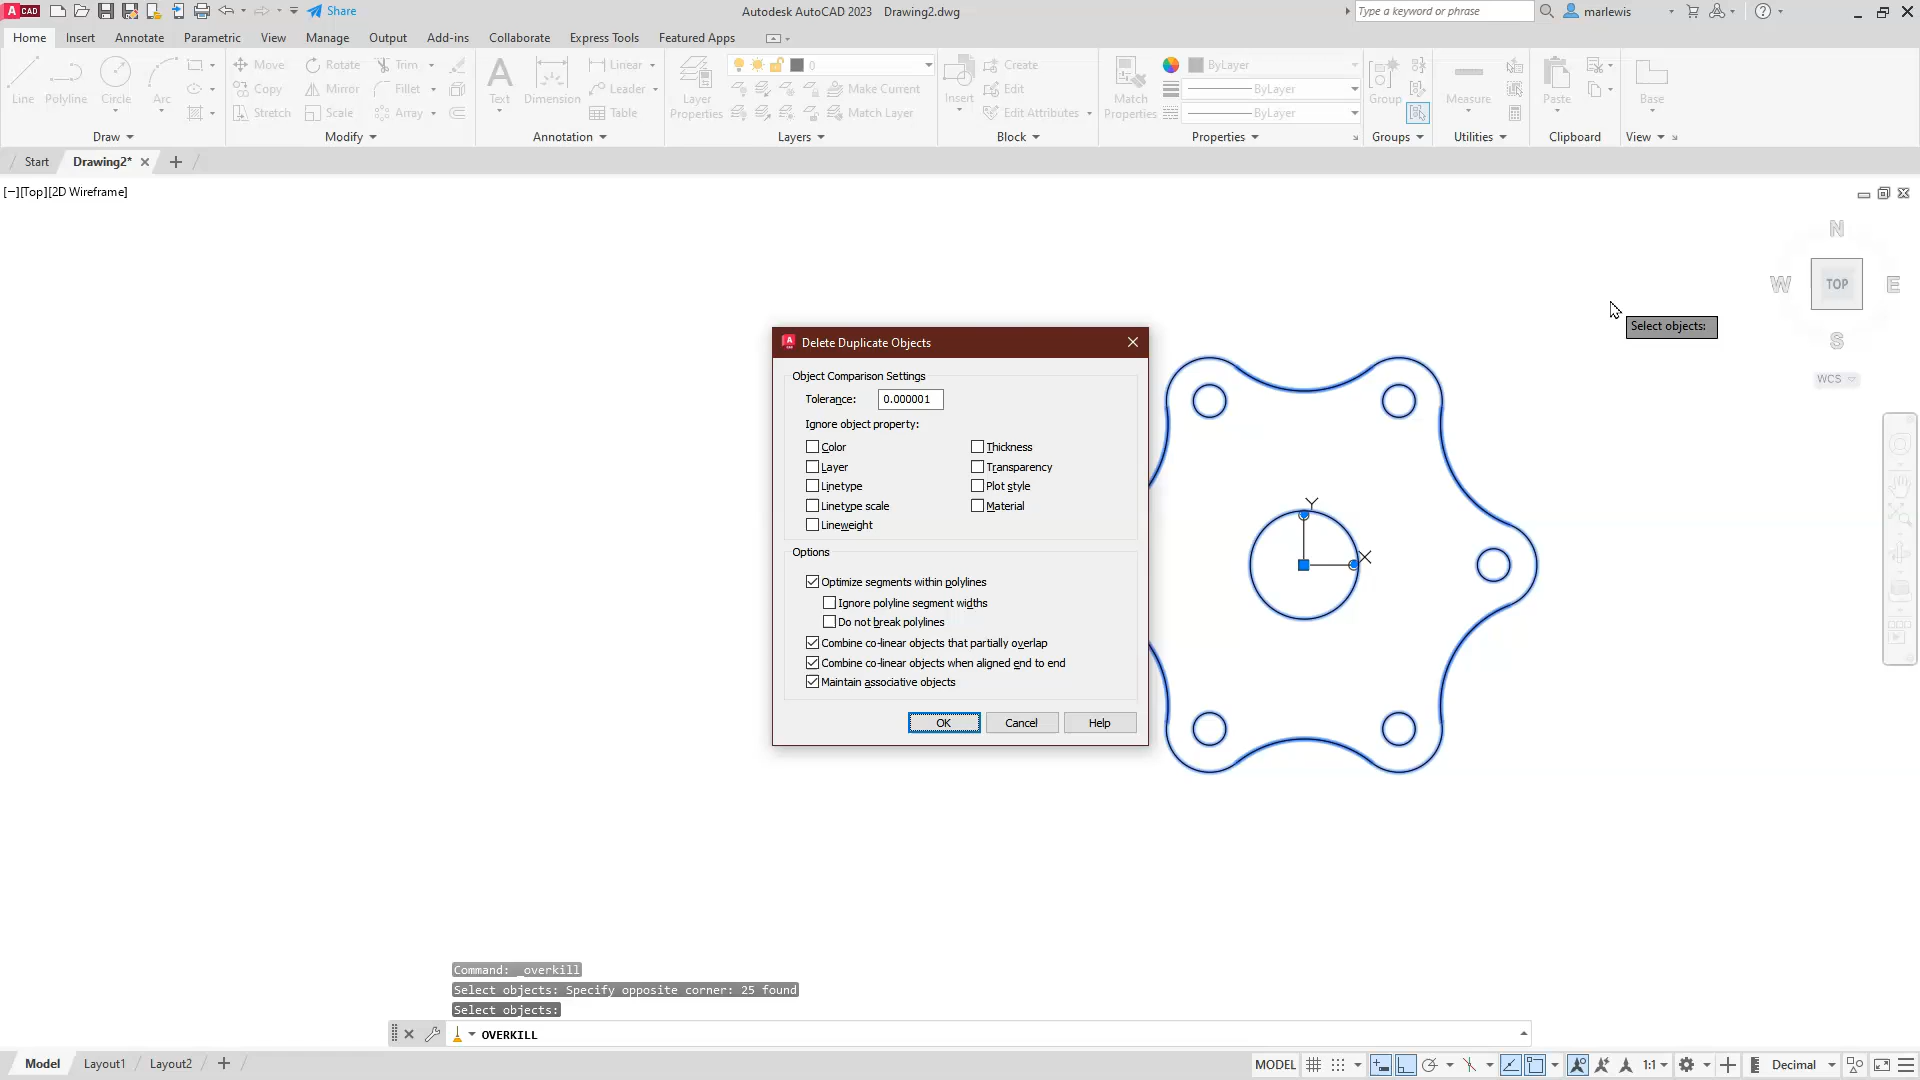 A CAD Share Autodesk AutoCAD 2023 Drawing2.dwg Type a keyword or phrase marlewis
Home Insert Annotate Parametric View Manage Output Add-ins Collaborate Express Tools Featured Apps
Line Polyline Circle Arc
Move Rotate Trim
Copy Mirror Fillet
Stretch Scale Array
Text Dimension
Linear
Leader
Table
Layer Properties
0
Make Current
Match Layer
Insert
Create
Edit
Edit Attributes
Match Properties
ByLayer
ByLayer
ByLayer
Group
Measure
Paste
Base
Draw Modify Annotation Layers Block Properties Groups Utilities Clipboard View
Start Drawing2*
[−][Top][2D Wireframe]
N
W TOP E
S
WCS
Select objects:
Delete Duplicate Objects
Object Comparison Settings
Tolerance: 0.000001
Ignore object property:
Color Thickness
Layer Transparency
Linetype Plot style
Linetype scale Material
Lineweight
Options
Optimize segments within polylines
Ignore polyline segment widths
Do not break polylines
Combine co-linear objects that partially overlap
Combine co-linear objects when aligned end to end
Maintain associative objects
OK Cancel Help
Y
X
Command: _overkill
Select objects: Specify opposite corner: 25 found
Select objects:
OVERKILL
Model Layout1 Layout2 MODEL 1:1 Decimal